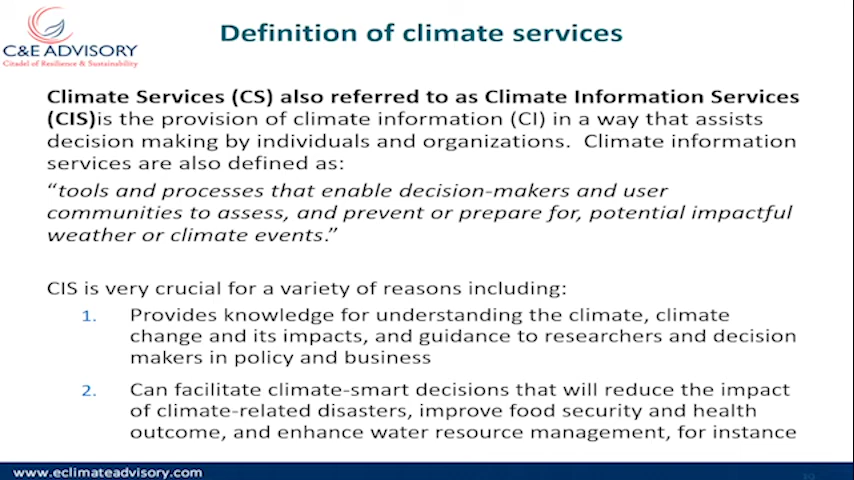 C&E ADVISORY
Citadel of Resilience & Sustainability
Definition of climate services
Climate Services (CS) also referred to as Climate Information Services
(CIS)is the provision of climate information (CI) in a way that assists
decision making by individuals and organizations. Climate information
services are also defined as:
“tools and processes that enable decision-makers and user
communities to assess, and prevent or prepare for, potential impactful
weather or climate events.”
CIS is very crucial for a variety of reasons including:
1. Provides knowledge for understanding the climate, climate
change and its impacts, and guidance to researchers and decision
makers in policy and business
2. Can facilitate climate-smart decisions that will reduce the impact
of climate-related disasters, improve food security and health
outcome, and enhance water resource management, for instance
www.eclimateadvisory.com